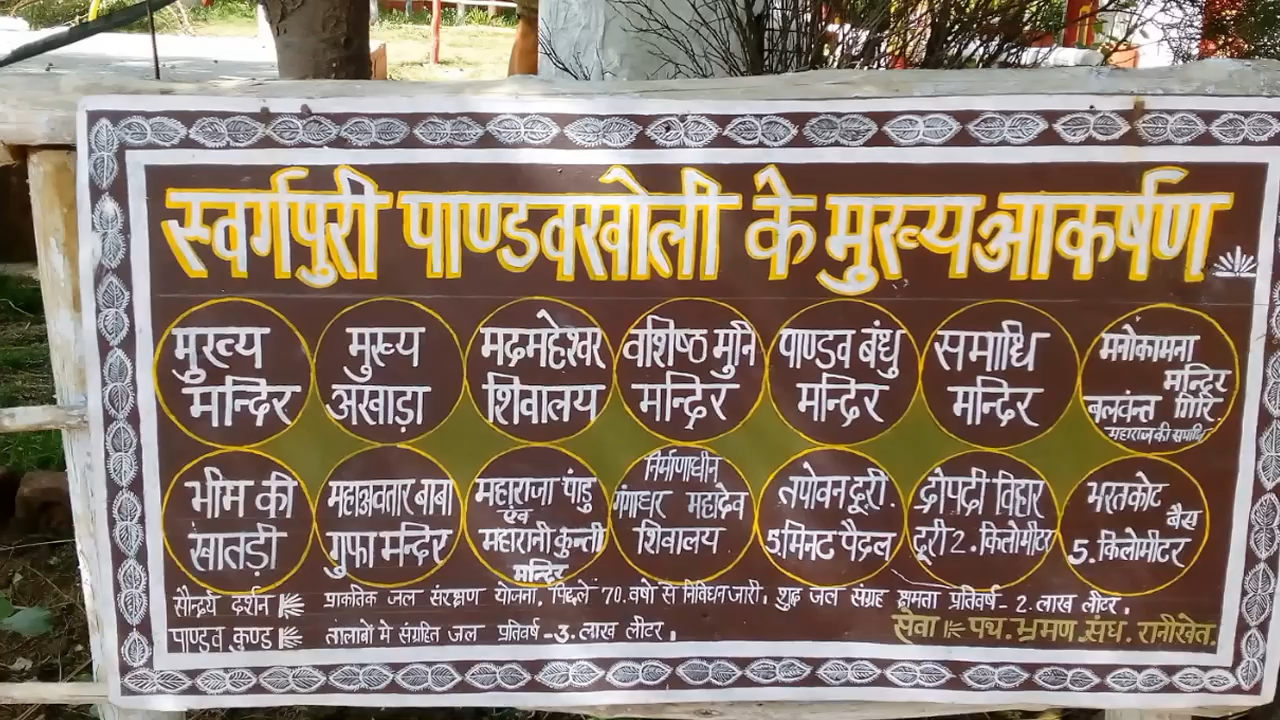 स्वर्गपुरी पाण्डवखोली के मुख्य आकर्षण
मुख्य
मन्दिर
मुख्य
अखाड़ा
मद्महेश्वर
शिवालय
वशिष्ठ मुनि
मन्दिर
पाण्डव बंधु
मन्दिर
समाधि
मन्दिर
मनोकामना
मन्दिर
बलवंन्त गिरि
महाराज की समाधि
भीम की
खातड़ी
महाअवतार बाबा
गुफा मन्दिर
महाराजा पांडु
एंव
महारानी कुन्ती
मन्दिर
निर्माणाधीन
गंगाधर महादेव
शिवालय
तपोवन दूरी.
5 मिनट पैदल
द्रोपदी विहार
दूरी 2. किलोमीटर
भरतकोट
बैस
5. किलोमीटर
सौन्द्रर्य दर्शन प्राकतिक जल संरक्षण योजना. पिछले 70. वर्षो से निविघन जारी. शुद्ध जल संग्रह क्षमता प्रतिवर्ष - 2. लाख लीटर.
पाण्डव कुण्ड तालाबों मे संग्रहित जल प्रतिवर्ष - 3. लाख लीटर.
सेवा पथ. भ्रमण. संघ. रानीखेत.